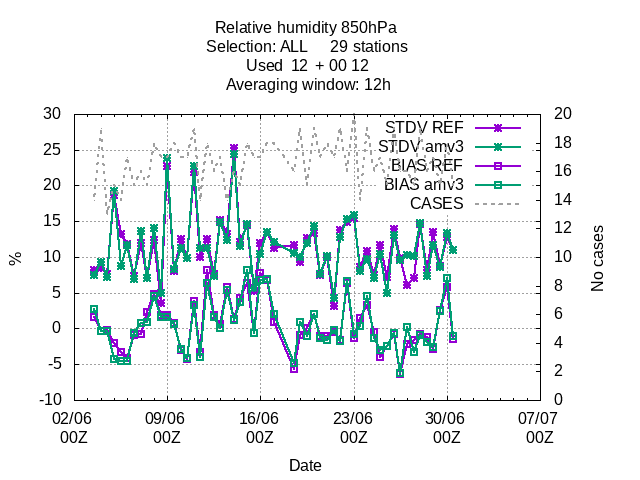 Relative humidity 850hPa
Selection: ALL 29 stations
Used 12 + 00 12
Averaging window: 12h
30 20
25 18
20 16
15 14
10 12
5 10
0 8
-5 6
-10 4
2
0
STDV REF
STDV amv3
BIAS REF
BIAS amv3
CASES
%
No cases
02/06 09/06 16/06 23/06 30/06 07/07
00Z 00Z 00Z 00Z 00Z 00Z
Date